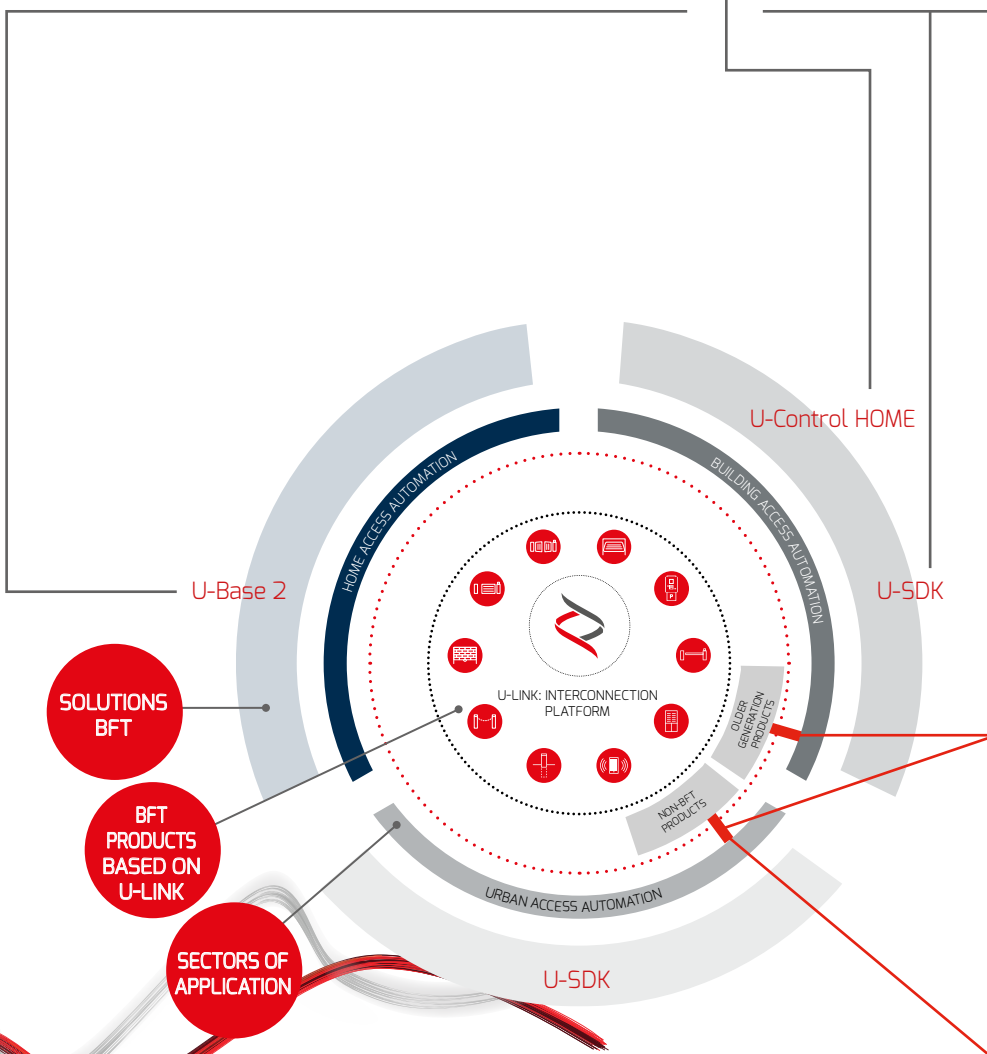 U-Control HOME
HOME ACCESS AUTOMATION
BUILDING ACCESS AUTOMATION
U-Base 2
U-SDK
U-LINK: INTERCONNECTION
PLATFORM
SOLUTIONS
BFT
OLDER
GENERATION
PRODUCTS
NON-BFT
PRODUCTS
BFT
PRODUCTS
BASED ON
U-LINK
URBAN ACCESS AUTOMATION
SECTORS OF
APPLICATION
U-SDK